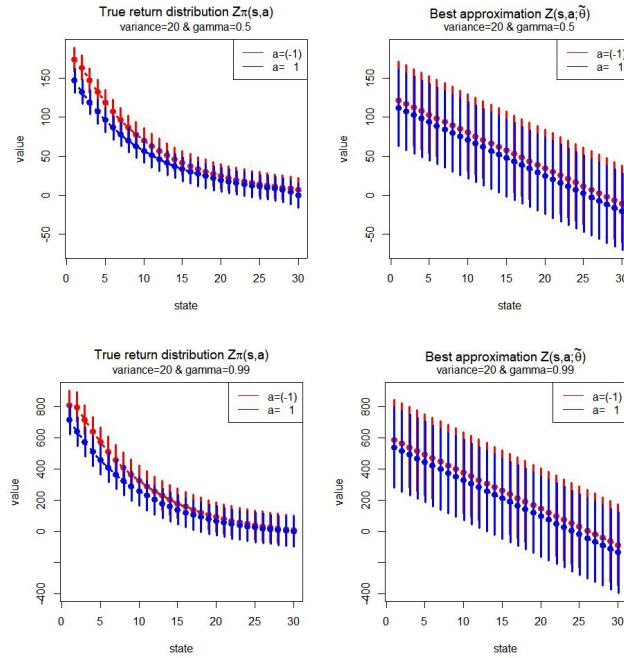 True return distribution Zπ(s,a)
variance=20 & gamma=0.5
a=(-1)
a= 1
value
150
100
50
0
-50
0 5 10 15 20 25 30
state
Best approximation Z(s,a;θ̃)
variance=20 & gamma=0.5
a=(-1)
a= 1
value
150
100
50
0
-50
0 5 10 15 20 25 30
state
True return distribution Zπ(s,a)
variance=20 & gamma=0.99
a=(-1)
a= 1
value
800
600
400
200
0
-400
0 5 10 15 20 25 30
state
Best approximation Z(s,a;θ̃)
variance=20 & gamma=0.99
a=(-1)
a= 1
value
800
600
400
200
0
-400
0 5 10 15 20 25 30
state